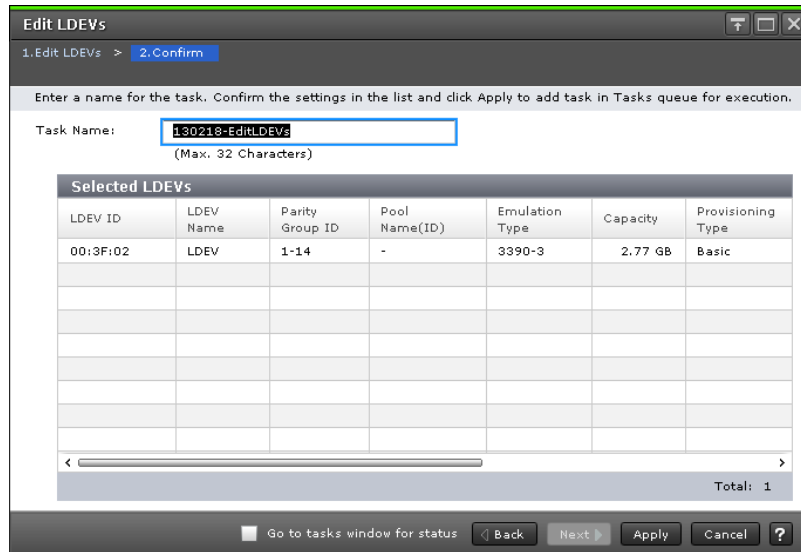 Edit LDEVs
1.Edit LDEVs > 2.Confirm
Enter a name for the task. Confirm the settings in the list and click Apply to add task in Tasks queue for execution.
Task Name: 130218-EditLDEVs
(Max. 32 Characters)
Selected LDEVs
LDEV ID LDEV Name Parity Group ID Pool Name(ID) Emulation Type Capacity Provisioning Type
00:3F:02 LDEV 1-14 - 3390-3 2.77 GB Basic
Total: 1
Go to tasks window for status Back Next Apply Cancel ?